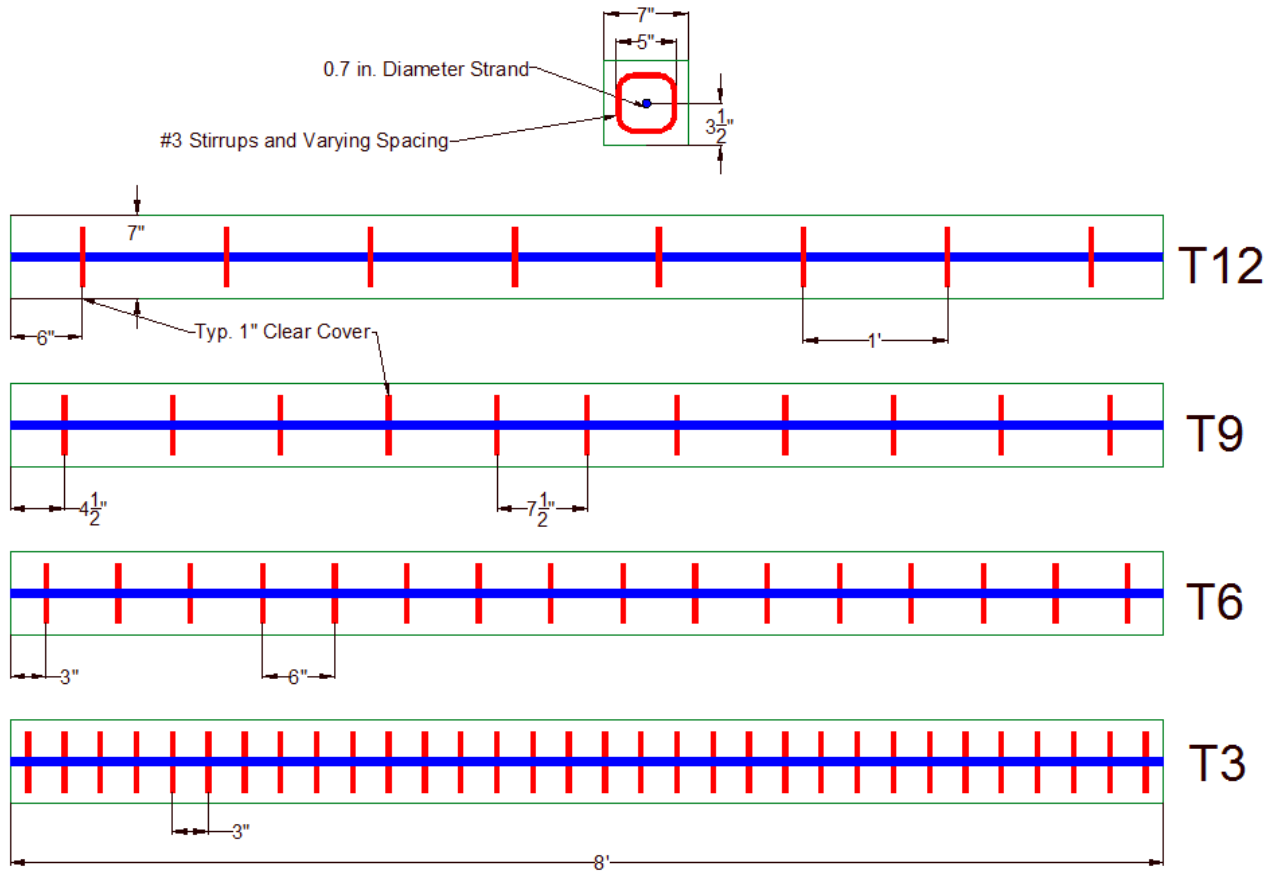 7"
5"
0.7 in. Diameter Strand
#3 Stirrups and Varying Spacing
3 1/2"
7"
T12
6"
Typ. 1" Clear Cover
1'
T9
4 1/2"
7 1/2"
T6
3"
6"
T3
3"
8'